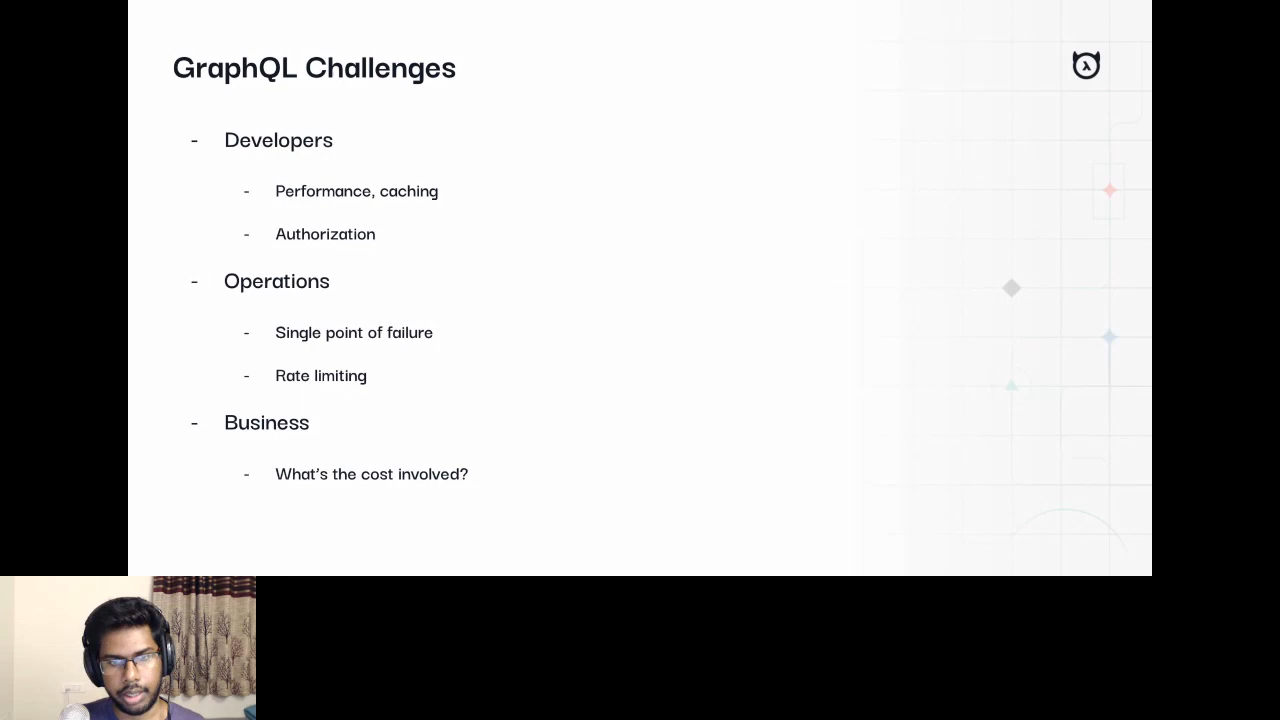 GraphQL Challenges
- Developers
- Performance, caching
- Authorization
- Operations
- Single point of failure
- Rate limiting
- Business
- What's the cost involved?